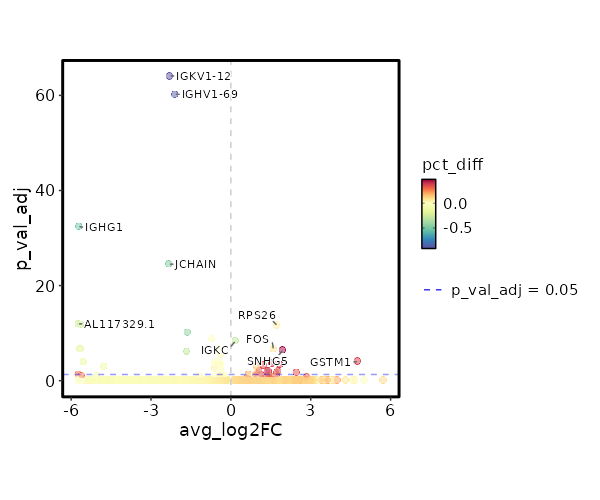 60
40
20
0
-6
-3
0
3
6
p_val_adj
avg_log2FC
IGKV1-12
IGHV1-69
IGHG1
JCHAIN
AL117329.1
RPS26
FOS
IGKC
SNHG5
GSTM1
pct_diff
0.0
-0.5
p_val_adj = 0.05